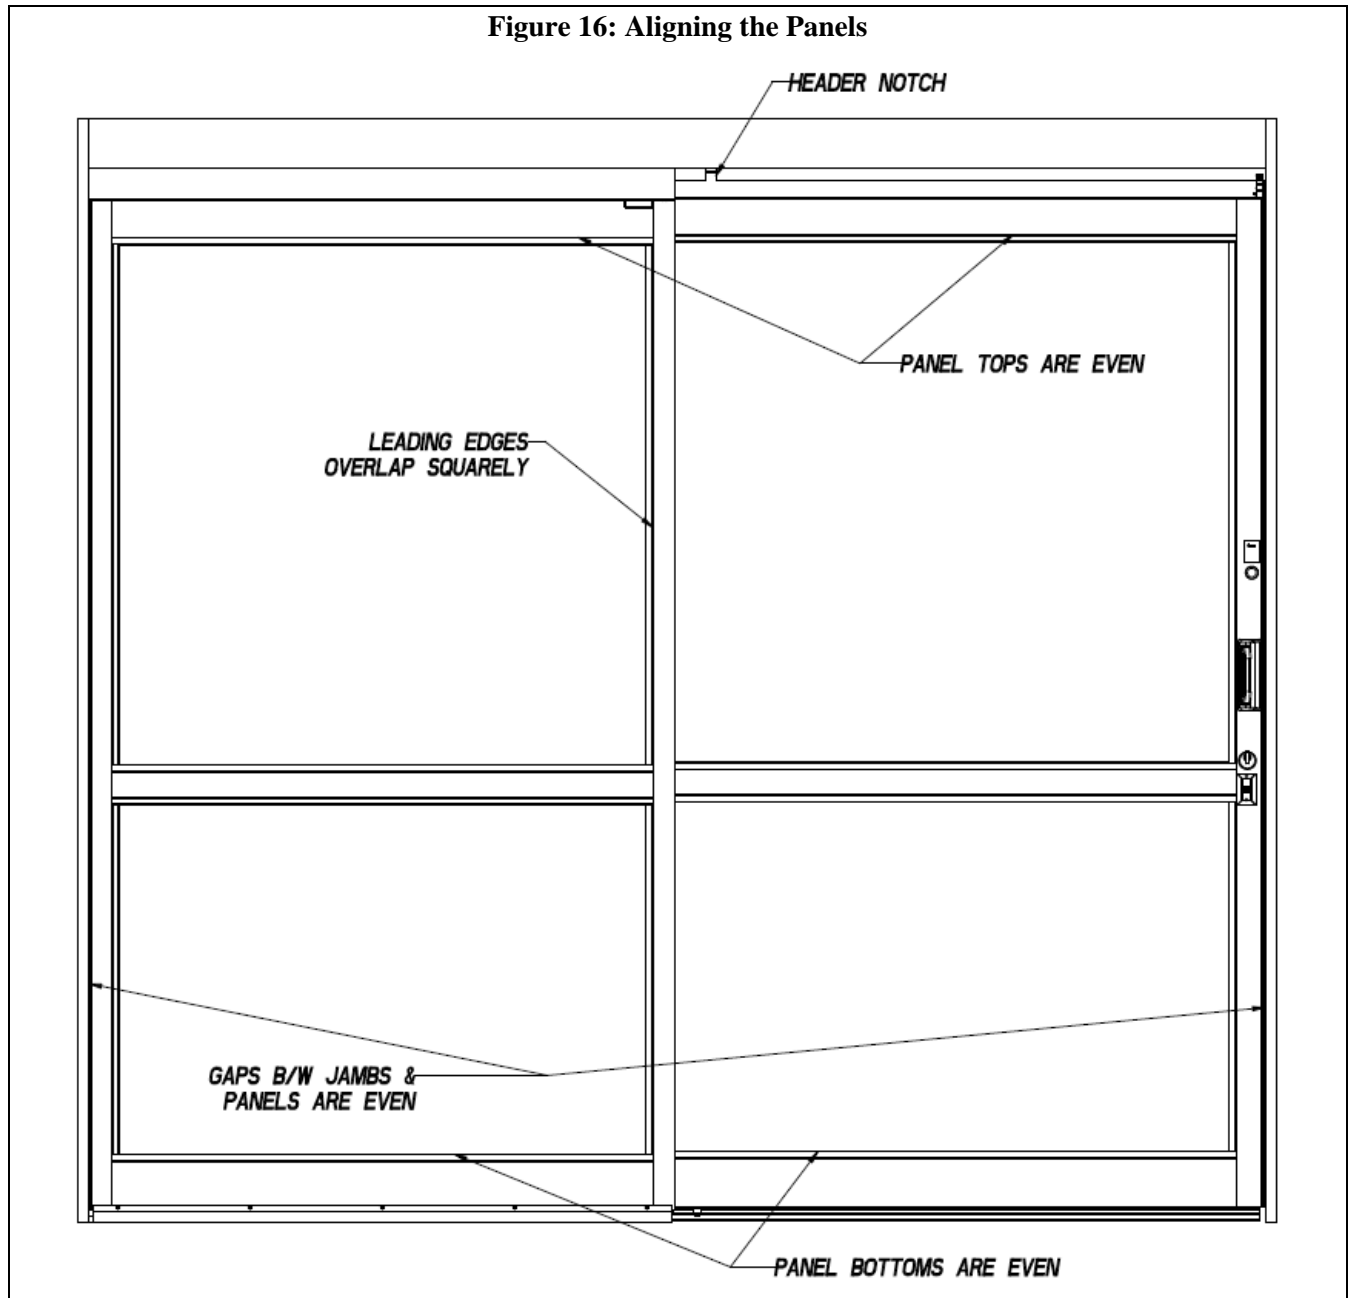 Figure 16: Aligning the Panels
HEADER NOTCH
PANEL TOPS ARE EVEN
LEADING EDGES
OVERLAP SQUARELY
GAPS B/W JAMBS &
PANELS ARE EVEN
PANEL BOTTOMS ARE EVEN